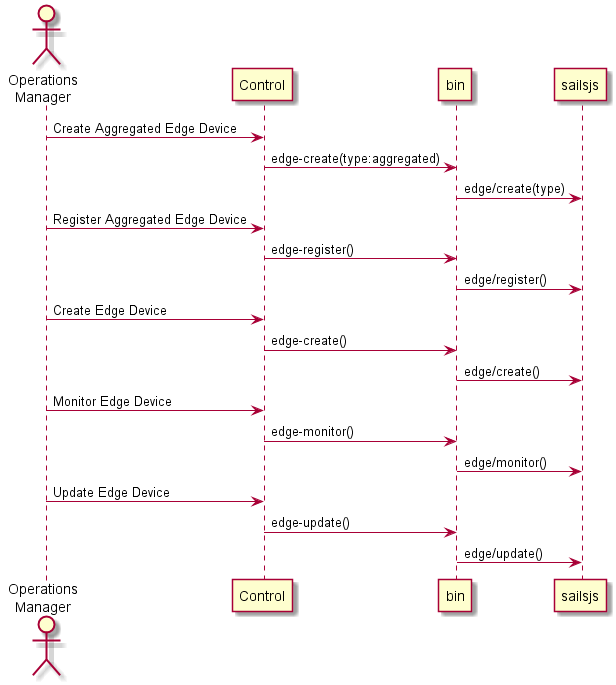 Operations
Manager
Control
bin
sailsjs
Create Aggregated Edge Device
edge-create(type:aggregated)
edge/create(type)
Register Aggregated Edge Device
edge-register()
edge/register()
Create Edge Device
edge-create()
edge/create()
Monitor Edge Device
edge-monitor()
edge/monitor()
Update Edge Device
edge-update()
edge/update()
Operations
Manager
Control
bin
sailsjs